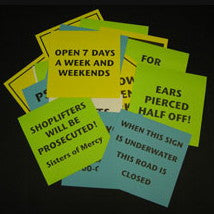 OPEN 7 DAYS
A WEEK AND
WEEKENDS
FOR
EARS
PIERCED
HALF OFF!
SHOPLIFTERS
WILL BE
PROSECUTED!
Sisters of Mercy
WHEN THIS SIGN
IS UNDERWATER
THIS ROAD IS
CLOSED